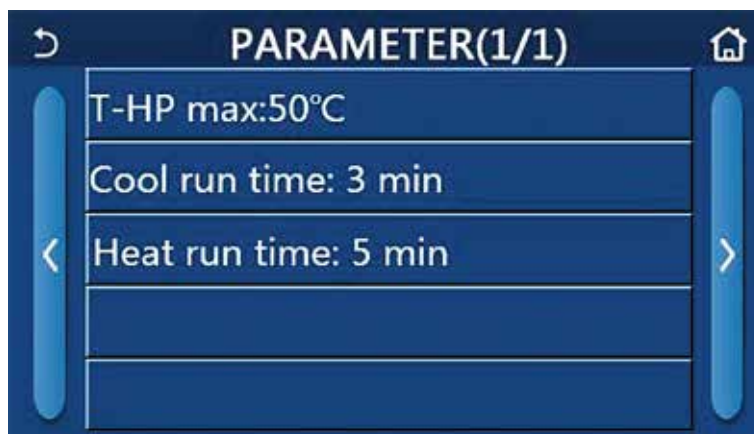 PARAMETER(1/1)
T-HP max:50℃
Cool run time: 3 min
Heat run time: 5 min